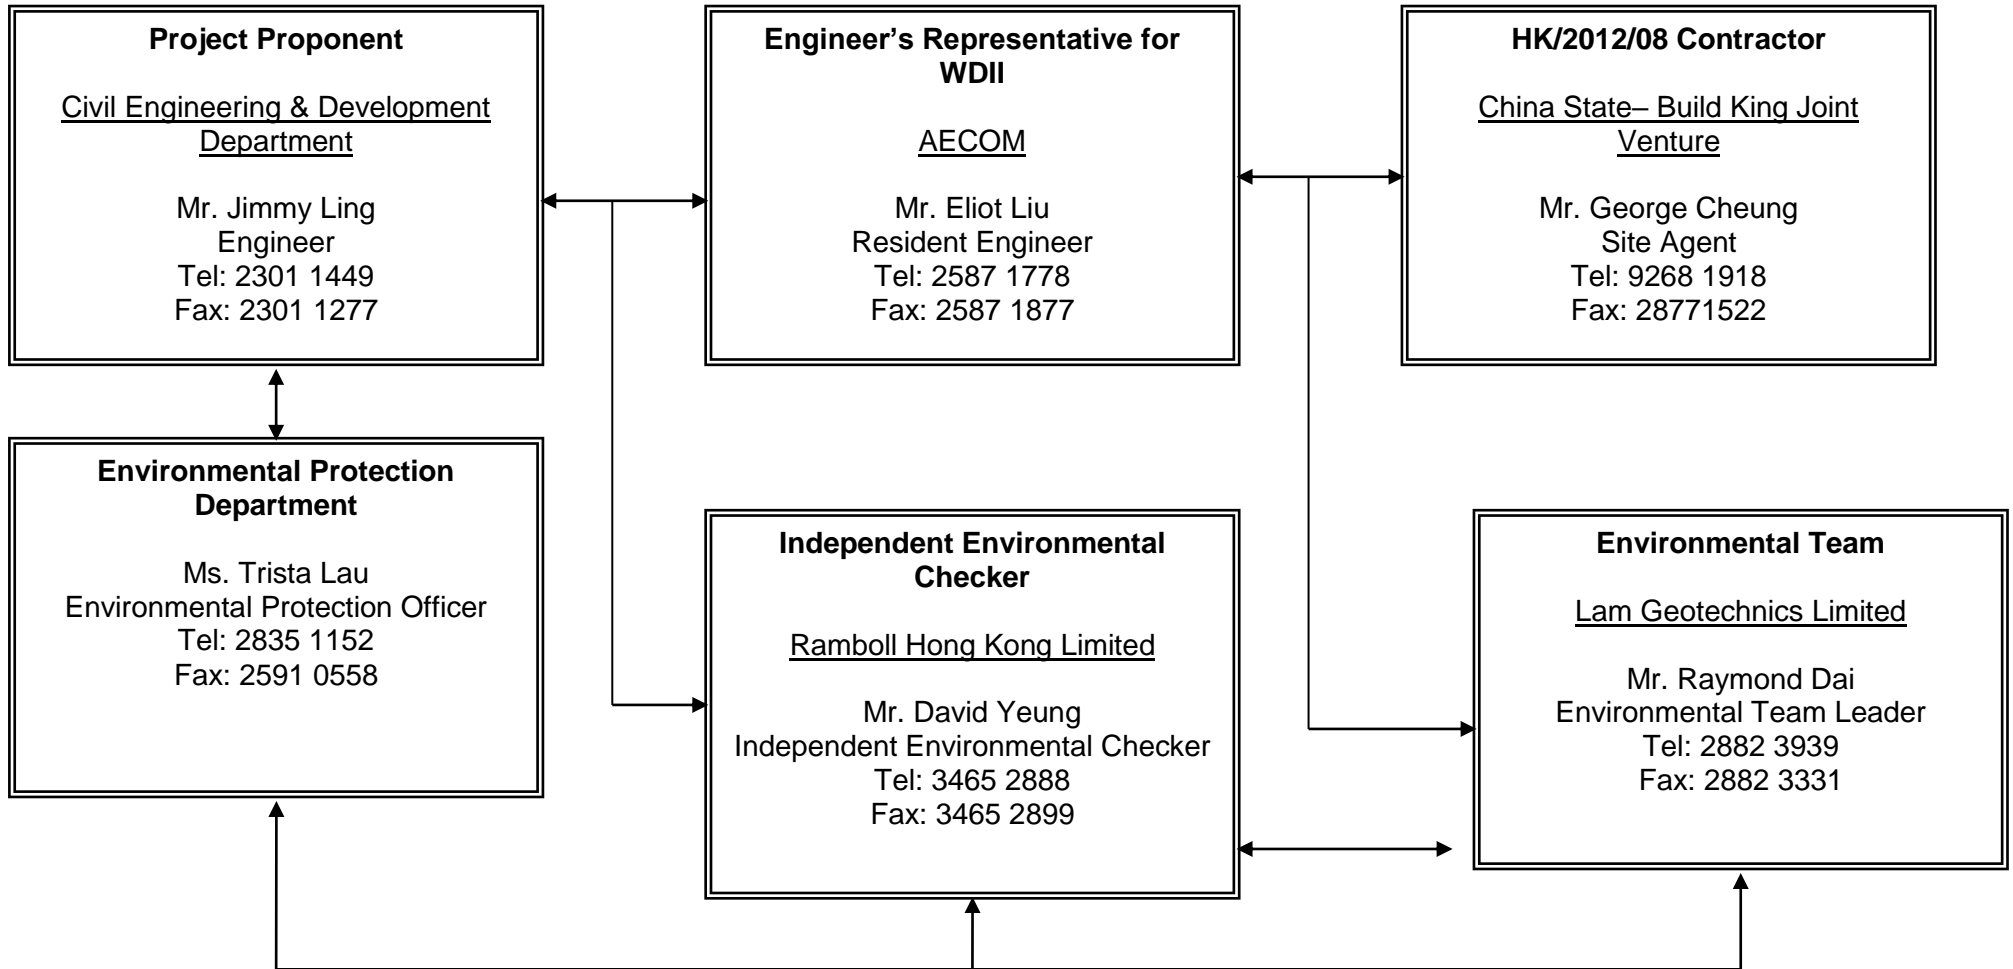 Project Proponent
Civil Engineering & Development
Department
Mr. Jimmy Ling
Engineer
Tel: 2301 1449
Fax: 2301 1277
Engineer’s Representative for
WDII
AECOM
Mr. Eliot Liu
Resident Engineer
Tel: 2587 1778
Fax: 2587 1877
HK/2012/08 Contractor
China State– Build King Joint
Venture
Mr. George Cheung
Site Agent
Tel: 9268 1918
Fax: 28771522
Environmental Protection
Department
Ms. Trista Lau
Environmental Protection Officer
Tel: 2835 1152
Fax: 2591 0558
Independent Environmental
Checker
Ramboll Hong Kong Limited
Mr. David Yeung
Independent Environmental Checker
Tel: 3465 2888
Fax: 3465 2899
Environmental Team
Lam Geotechnics Limited
Mr. Raymond Dai
Environmental Team Leader
Tel: 2882 3939
Fax: 2882 3331